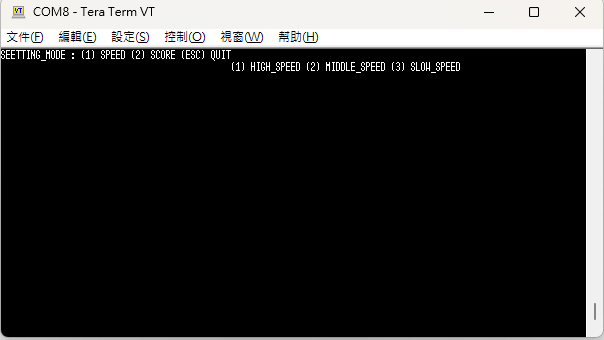 COM8 - Tera Term VT
文件(F) 編輯(E) 設定(S) 控制(O) 視窗(W) 幫助(H)
SEETTING_MODE : (1) SPEED (2) SCORE (ESC) QUIT
(1) HIGH_SPEED (2) MIDDLE_SPEED (3) SLOW_SPEED